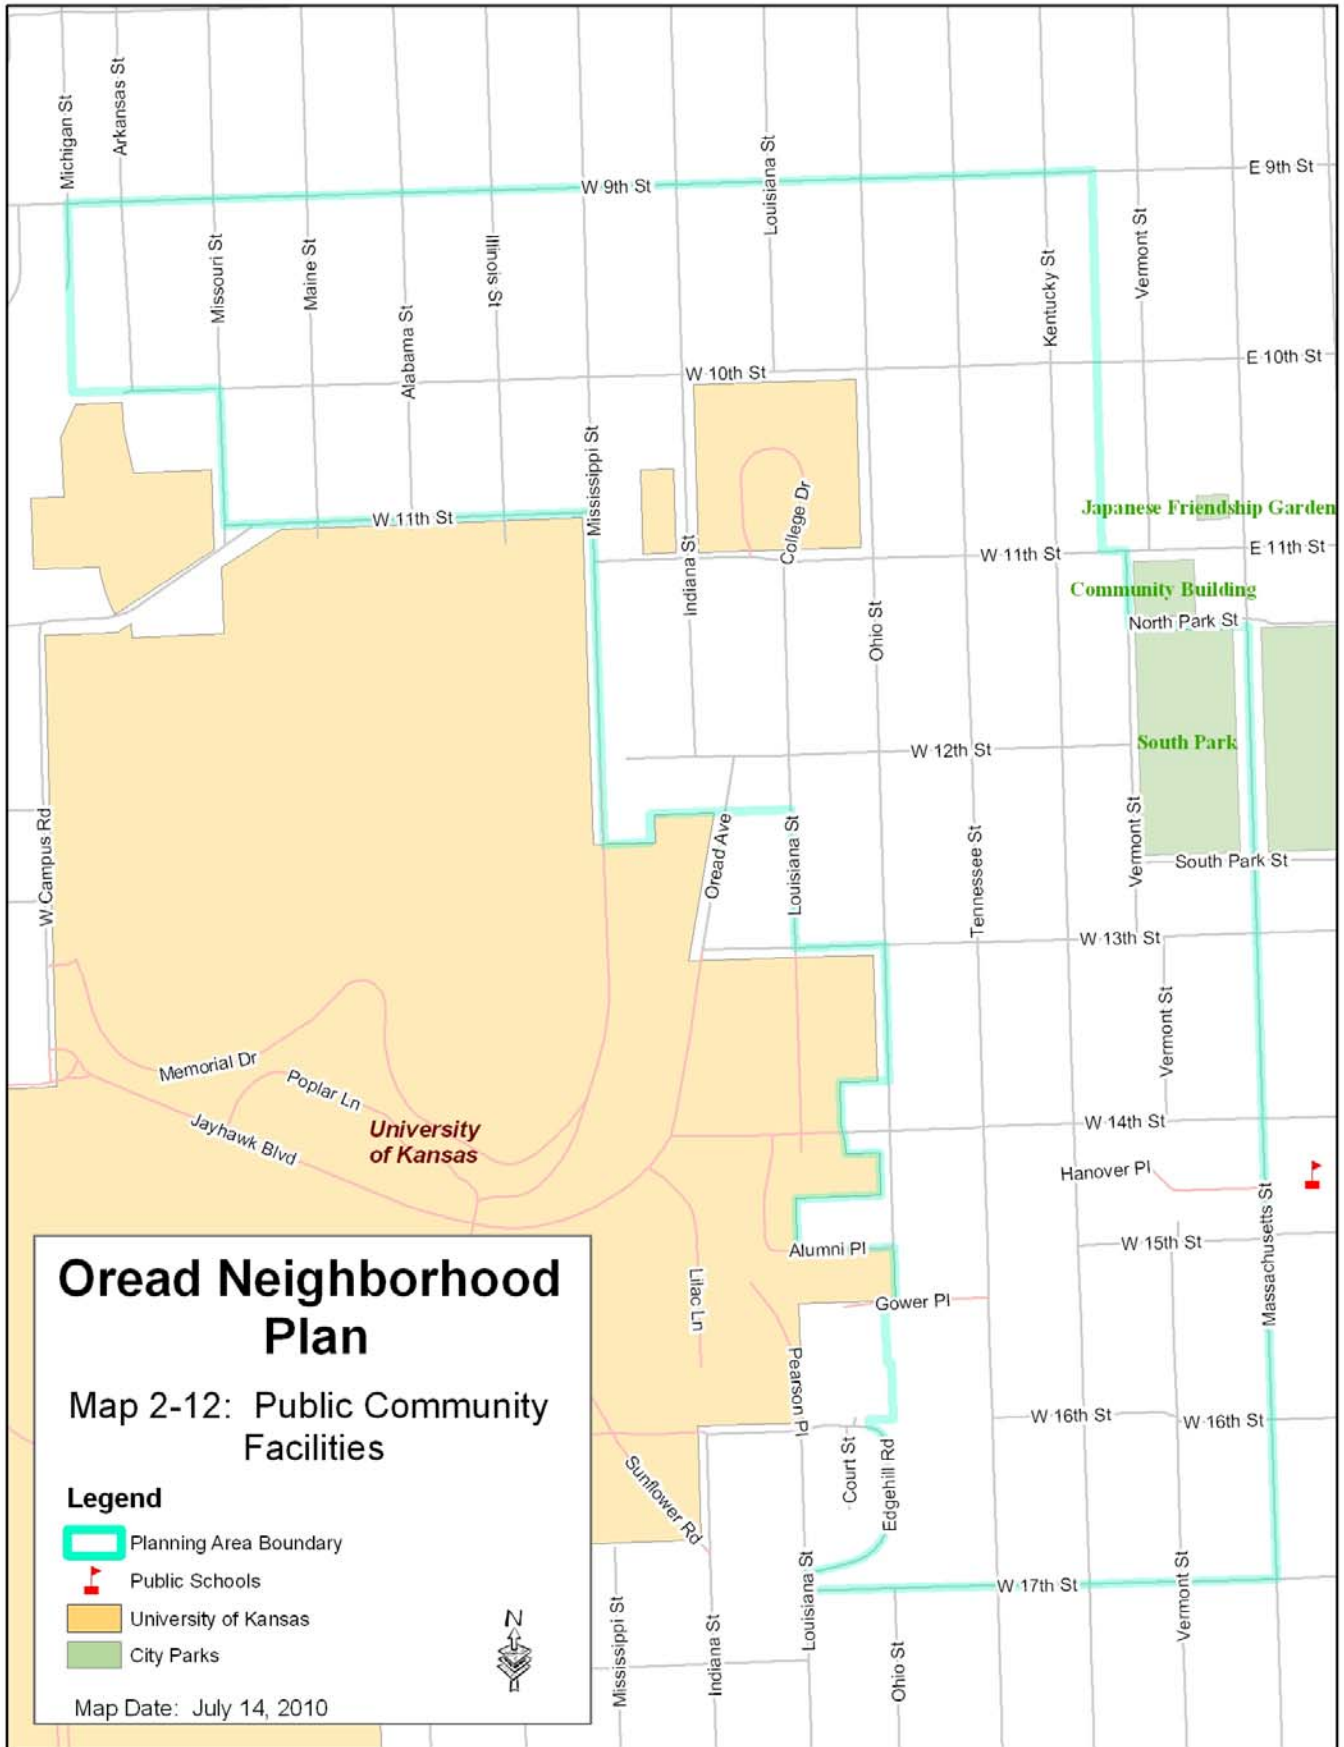 Michigan St
Arkansas St
Louisiana St
E 9th St
W 9th St
Missouri St
Maine St
Illinois St
Vermont St
Kentucky St
Alabama St
E 10th St
W 10th St
Mississippi St
College Dr
Japanese Friendship Garden
W 11th St
E 11th St
W 11th St
Indiana St
Community Building
North Park St
Ohio St
W 12th St
South Park
W Campus Rd
Oread Ave
Louisiana St
Tennessee St
Vermont St
South Park St
W 13th St
Vermont St
Memorial Dr
Poplar Ln
Jayhawk Blvd
University
of Kansas
W 14th St
Hanover Pl
Massachusetts St
W 15th St
Alumni Pl
Lilac Ln
Gower Pl
Pearson Pl
W 16th St
W 16th St
Court St
Edgehill Rd
Sunflower Rd
Louisiana St
W 17th St
Vermont St
Mississippi St
Indiana St
Ohio St
Oread Neighborhood
Plan
Map 2-12: Public Community
Facilities
Legend
Planning Area Boundary
Public Schools
University of Kansas
City Parks
N
Map Date: July 14, 2010